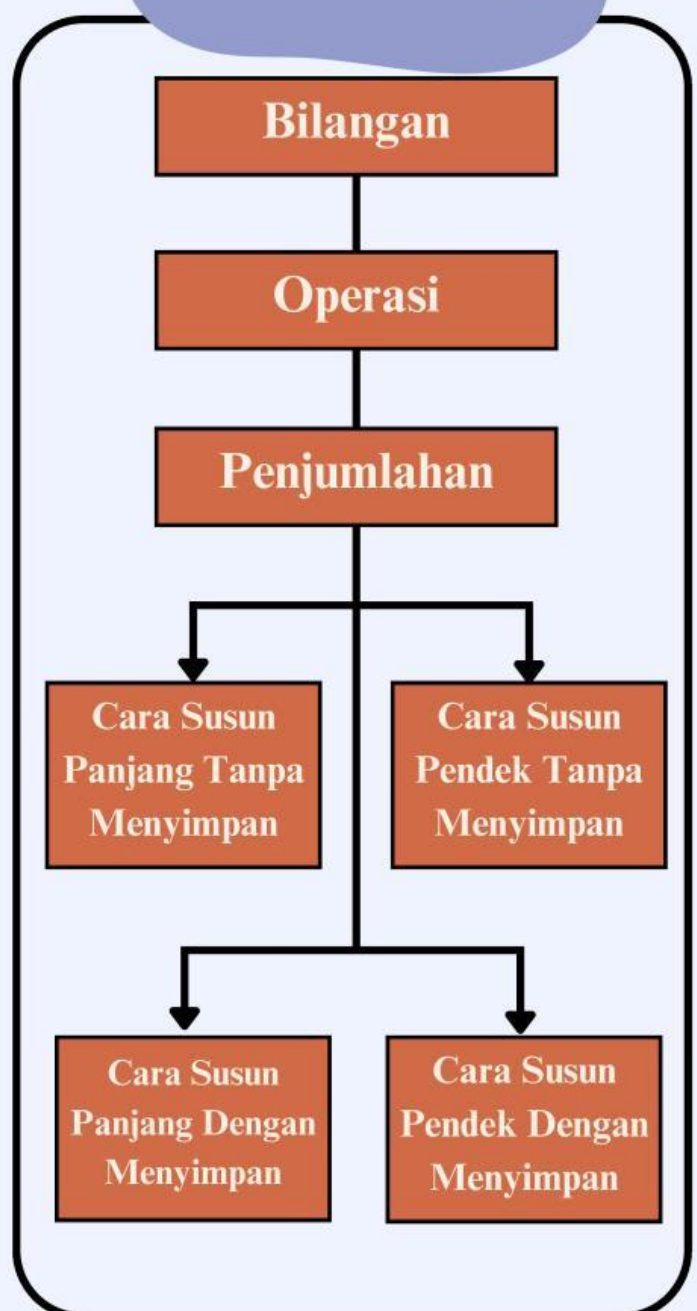 Bilangan
Operasi
Penjumlahan
Cara Susun
Panjang Tanpa
Menyimpan
Cara Susun
Pendek Tanpa
Menyimpan
Cara Susun
Panjang Dengan
Menyimpan
Cara Susun
Pendek Dengan
Menyimpan